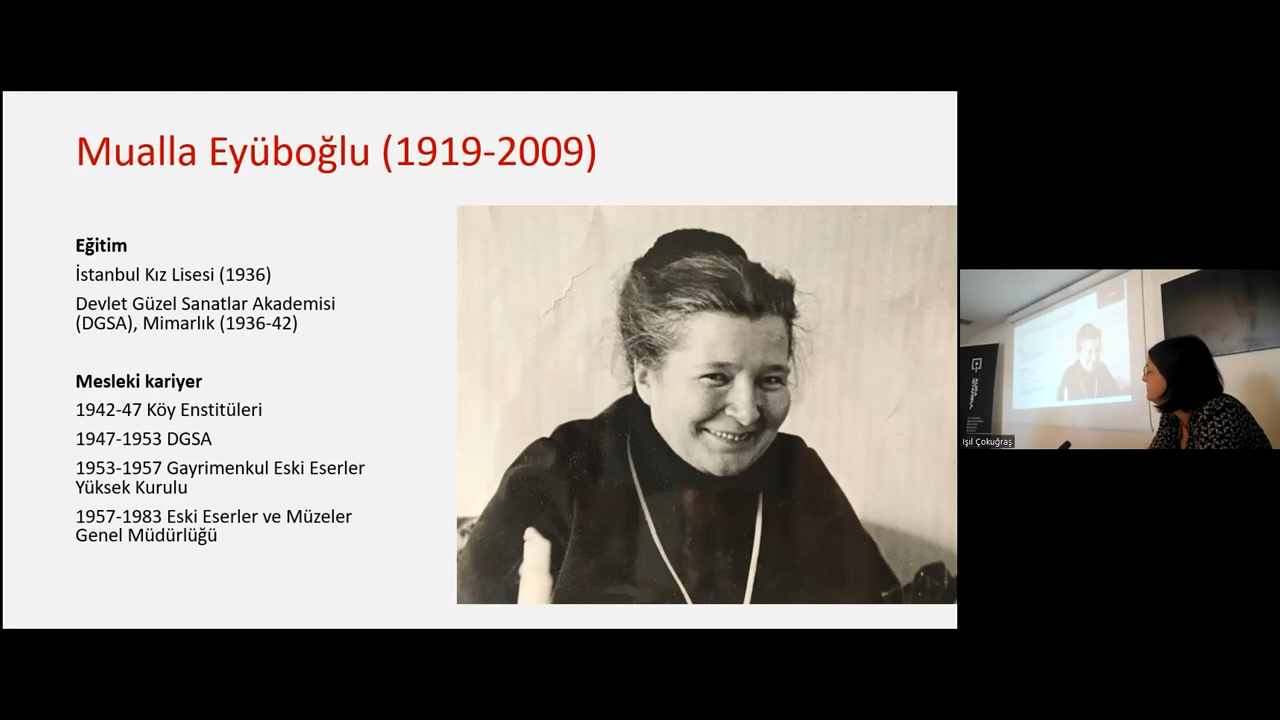 Mualla Eyüboğlu (1919-2009)
Eğitim
İstanbul Kız Lisesi (1936)
Devlet Güzel Sanatlar Akademisi
(DGSA), Mimarlık (1936-42)
Mesleki kariyer
1942-47 Köy Enstitüleri
1947-1953 DGSA
1953-1957 Gayrimenkul Eski Eserler
Yüksek Kurulu
1957-1983 Eski Eserler ve Müzeler
Genel Müdürlüğü
Işıl Çokuğraş